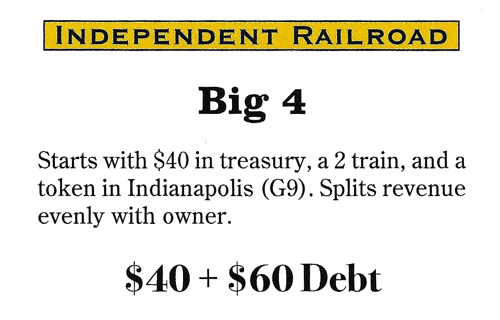 INDEPENDENT RAILROAD
Big 4
Starts with $40 in treasury, a 2 train, and a
token in Indianapolis (G9). Splits revenue
evenly with owner.
$40 + $60 Debt